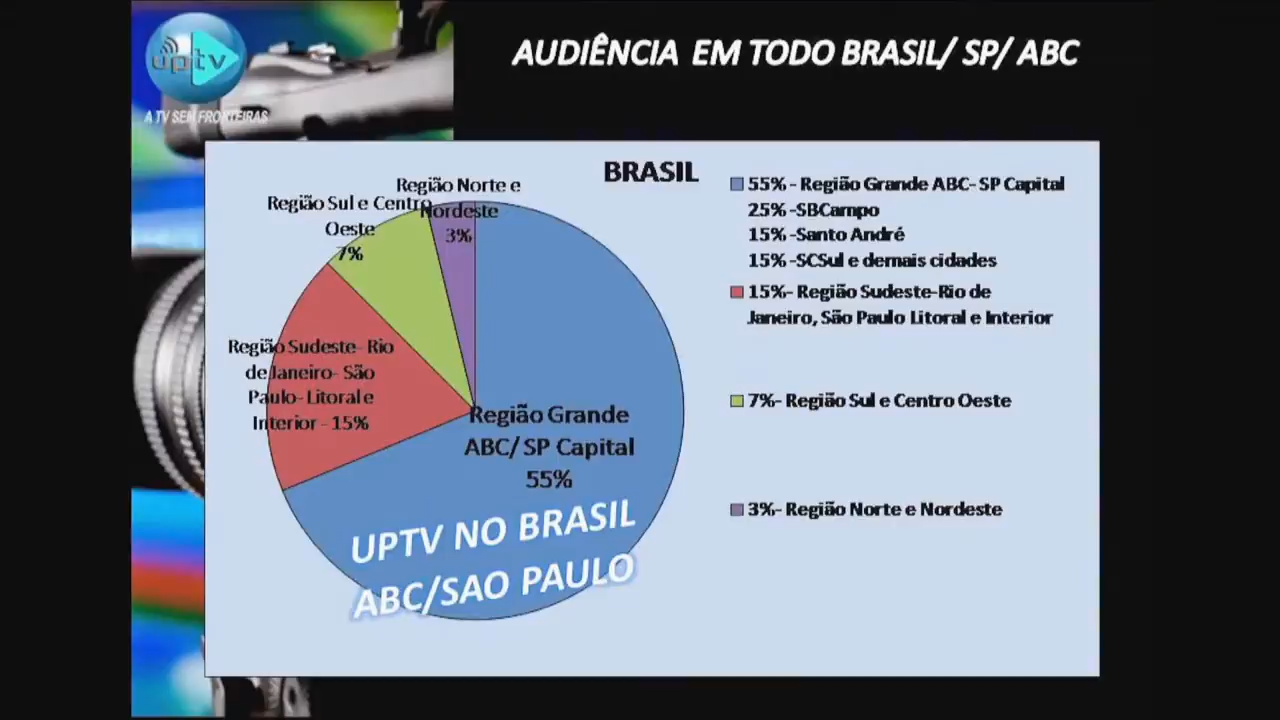 uptv
A TV SEM FRONTEIRAS
AUDIÊNCIA EM TODO BRASIL/ SP/ ABC
BRASIL
Região Norte e
Nordeste
3%
Região Sul e Centro
Oeste
7%
Região Sudeste- Rio
de Janeiro- São
Paulo- Litoral e
Interior - 15%
Região Grande
ABC/ SP Capital
55%
UPTV NO BRASIL
ABC/SAO PAULO
55% - Região Grande ABC- SP Capital
25% -SBCampo
15% -Santo André
15% -SCSul e demais cidades
15%- Região Sudeste-Rio de
Janeiro, São Paulo Litoral e Interior
7%- Região Sul e Centro Oeste
3%- Região Norte e Nordeste